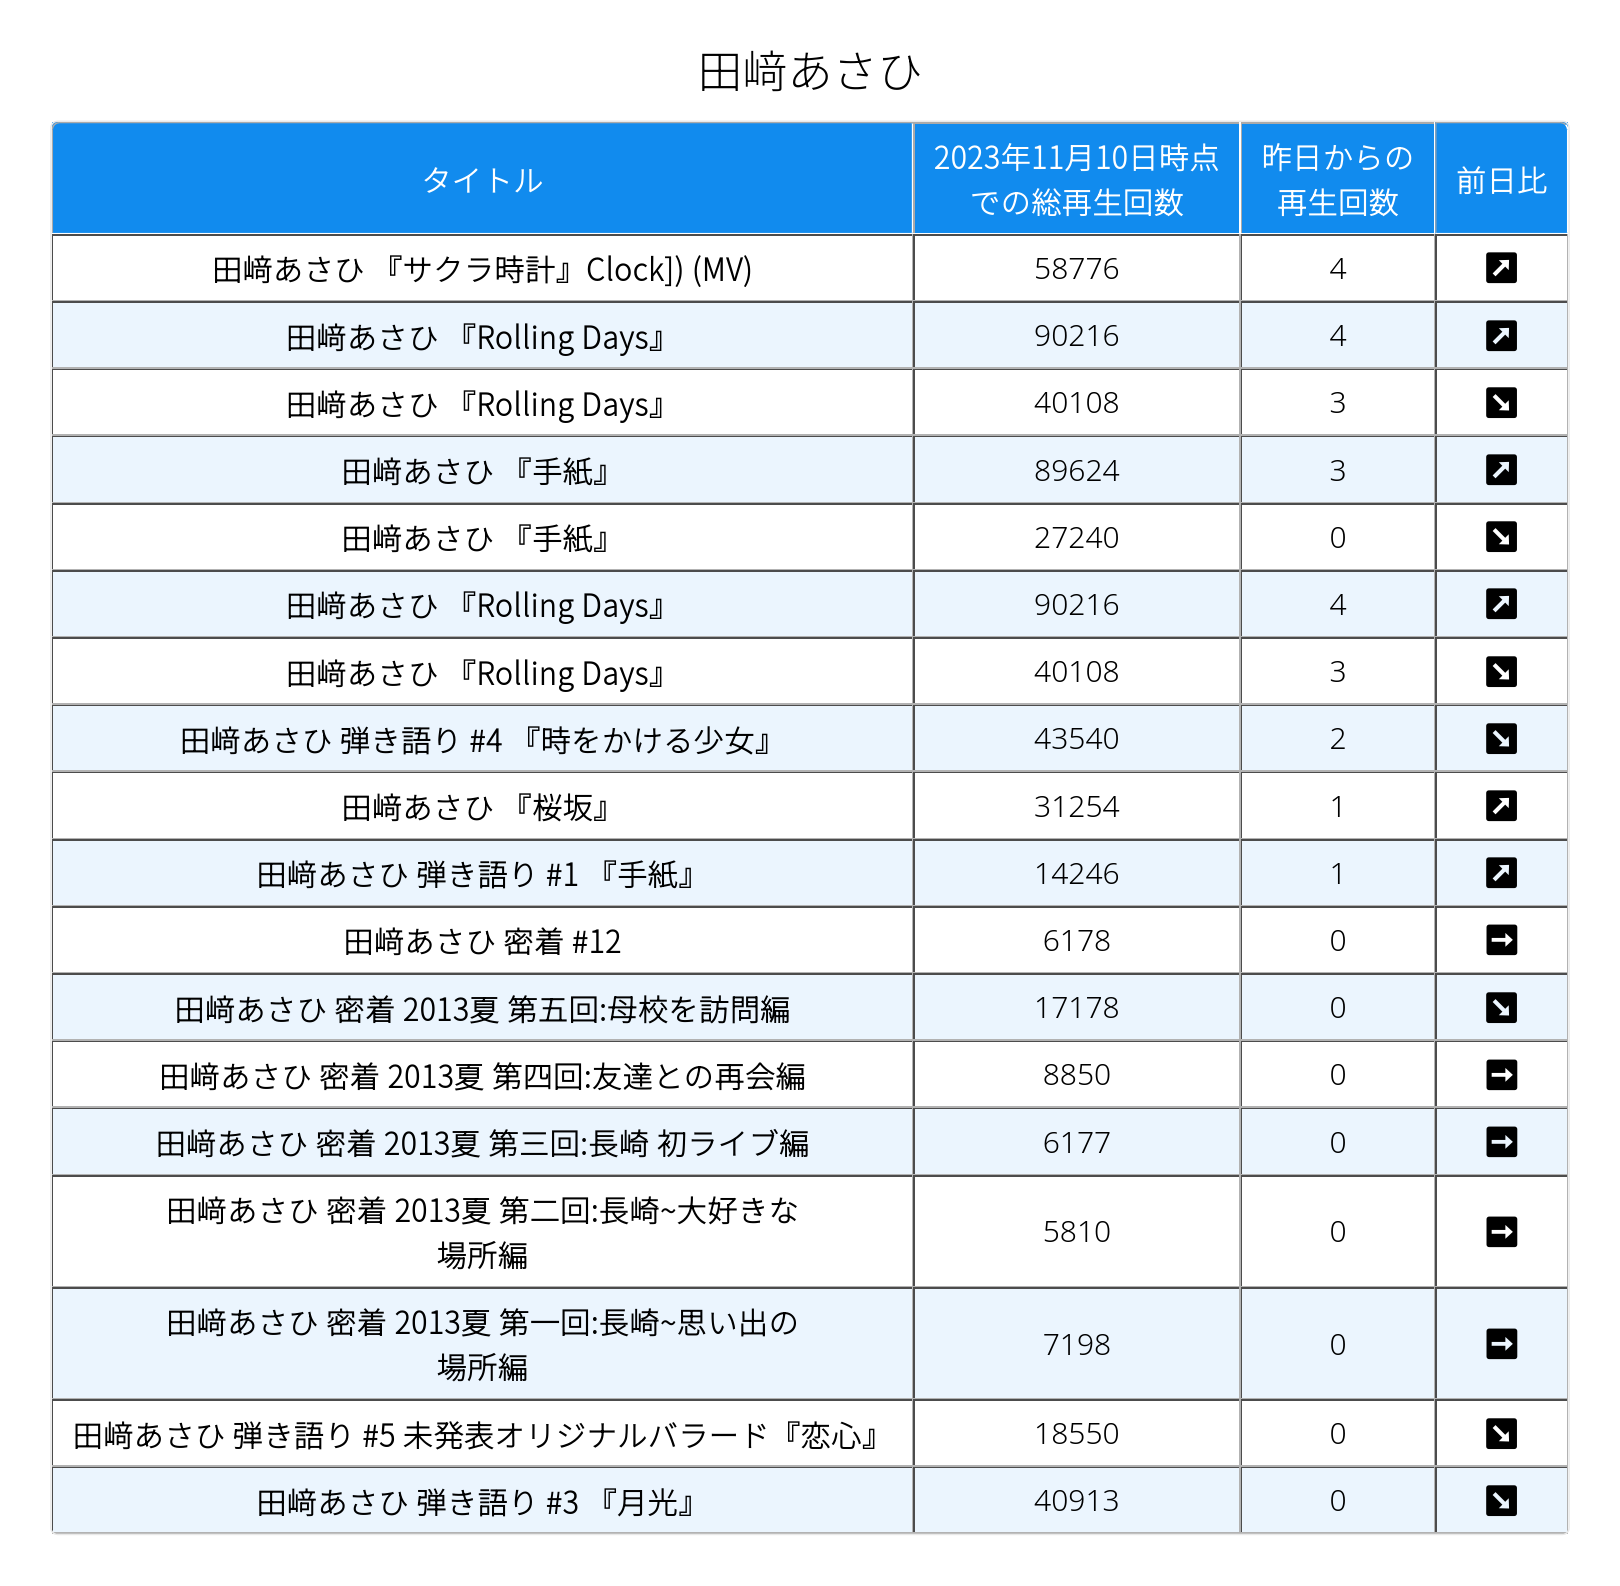 田﨑あさひ
タイトル
2023年11月10日時点
での総再生回数
昨日からの
再生回数
前日比
田﨑あさひ 『サクラ時計』Clock]) (MV) 58776 4
田﨑あさひ 『Rolling Days』 90216 4
田﨑あさひ 『Rolling Days』 40108 3
田﨑あさひ 『手紙』 89624 3
田﨑あさひ 『手紙』 27240 0
田﨑あさひ 『Rolling Days』 90216 4
田﨑あさひ 『Rolling Days』 40108 3
田﨑あさひ 弾き語り #4 『時をかける少女』 43540 2
田﨑あさひ 『桜坂』 31254 1
田﨑あさひ 弾き語り #1 『手紙』 14246 1
田﨑あさひ 密着 #12 6178 0
田﨑あさひ 密着 2013夏 第五回:母校を訪問編 17178 0
田﨑あさひ 密着 2013夏 第四回:友達との再会編 8850 0
田﨑あさひ 密着 2013夏 第三回:長崎 初ライブ編 6177 0
田﨑あさひ 密着 2013夏 第二回:長崎~大好きな
場所編 5810 0
田﨑あさひ 密着 2013夏 第一回:長崎~思い出の
場所編 7198 0
田﨑あさひ 弾き語り #5 未発表オリジナルバラード『恋心』 18550 0
田﨑あさひ 弾き語り #3 『月光』 40913 0